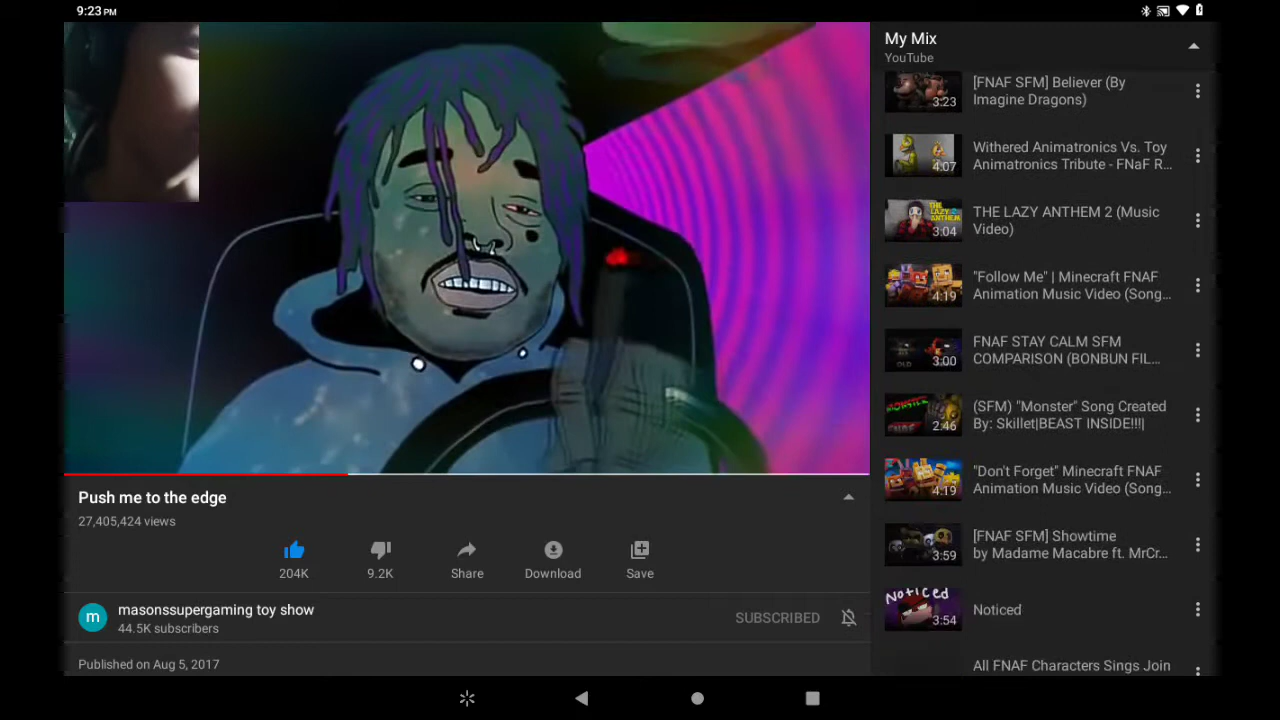 9:23 PM
My Mix
YouTube
[FNAF SFM] Believer (By
Imagine Dragons)
3:23
Withered Animatronics Vs. Toy
Animatronics Tribute - FNaF R...
4:07
THE LAZY ANTHEM 2 (Music
Video)
THE
LAZY
ANTHEM
3:04
"Follow Me" | Minecraft FNAF
Animation Music Video (Song...
4:19
FNAF STAY CALM SFM
COMPARISON (BONBUN FIL...
OLD
3:00
(SFM) "Monster" Song Created
By: Skillet|BEAST INSIDE!!!|
MONSTER
FNAF
2:46
"Don't Forget" Minecraft FNAF
Animation Music Video (Song...
4:19
[FNAF SFM] Showtime
by Madame Macabre ft. MrCr...
3:59
Noticed
NOTICED
3:54
All FNAF Characters Sings Join
Push me to the edge
27,405,424 views
204K
9.2K
Share
Download
Save
m
masonssupergaming toy show
44.5K subscribers
SUBSCRIBED
Published on Aug 5, 2017